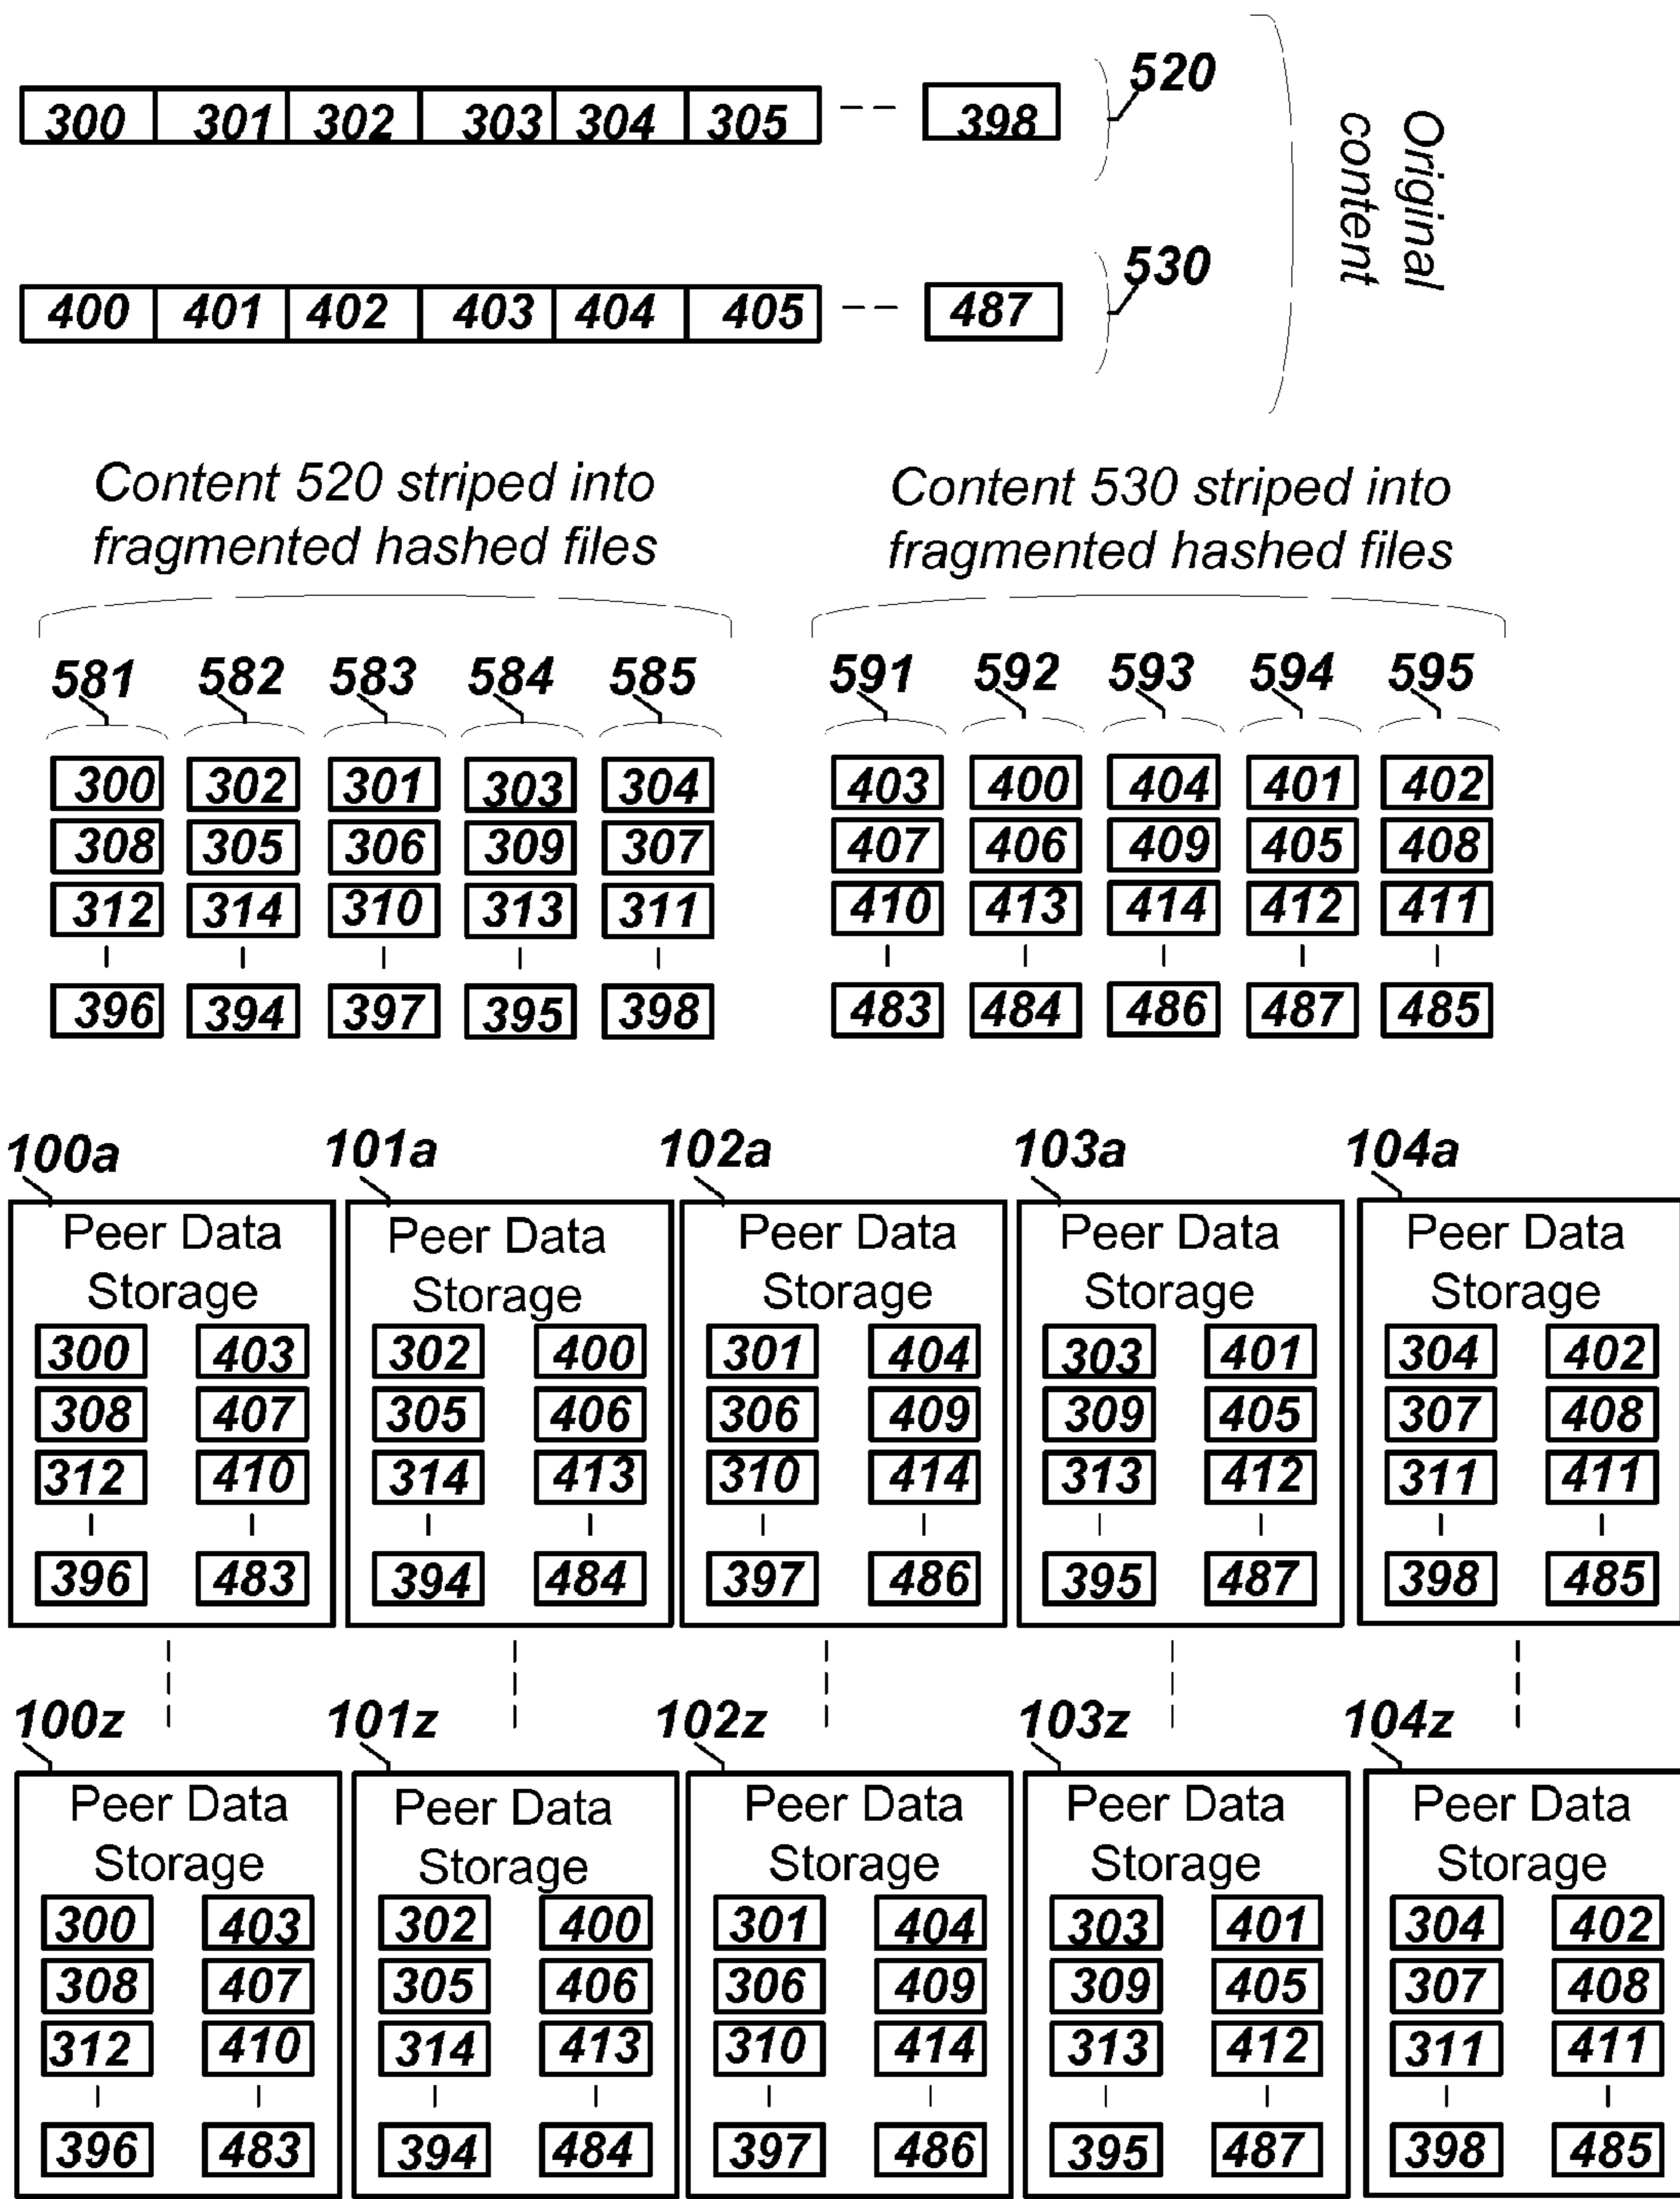 520
300 301 302 303 304 305 398
Original
content
530
400 401 402 403 404 405 487
Content 520 striped into
fragmented hashed files
Content 530 striped into
fragmented hashed files
581 582 583 584 585 591 592 593 594 595
300 302 301 303 304 403 400 404 401 402
308 305 306 309 307 407 406 409 405 408
312 314 310 313 311 410 413 414 412 411
396 394 397 395 398 483 484 486 487 485
100a 101a 102a 103a 104a
Peer Data Peer Data Peer Data Peer Data Peer Data
Storage Storage Storage Storage Storage
300 403 302 400 301 404 303 401 304 402
308 407 305 406 306 409 309 405 307 408
312 410 314 413 310 414 313 412 311 411
396 483 394 484 397 486 395 487 398 485
100z 101z 102z 103z 104z
Peer Data Peer Data Peer Data Peer Data Peer Data
Storage Storage Storage Storage Storage
300 403 302 400 301 404 303 401 304 402
308 407 305 406 306 409 309 405 307 408
312 410 314 413 310 414 313 412 311 411
396 483 394 484 397 486 395 487 398 485